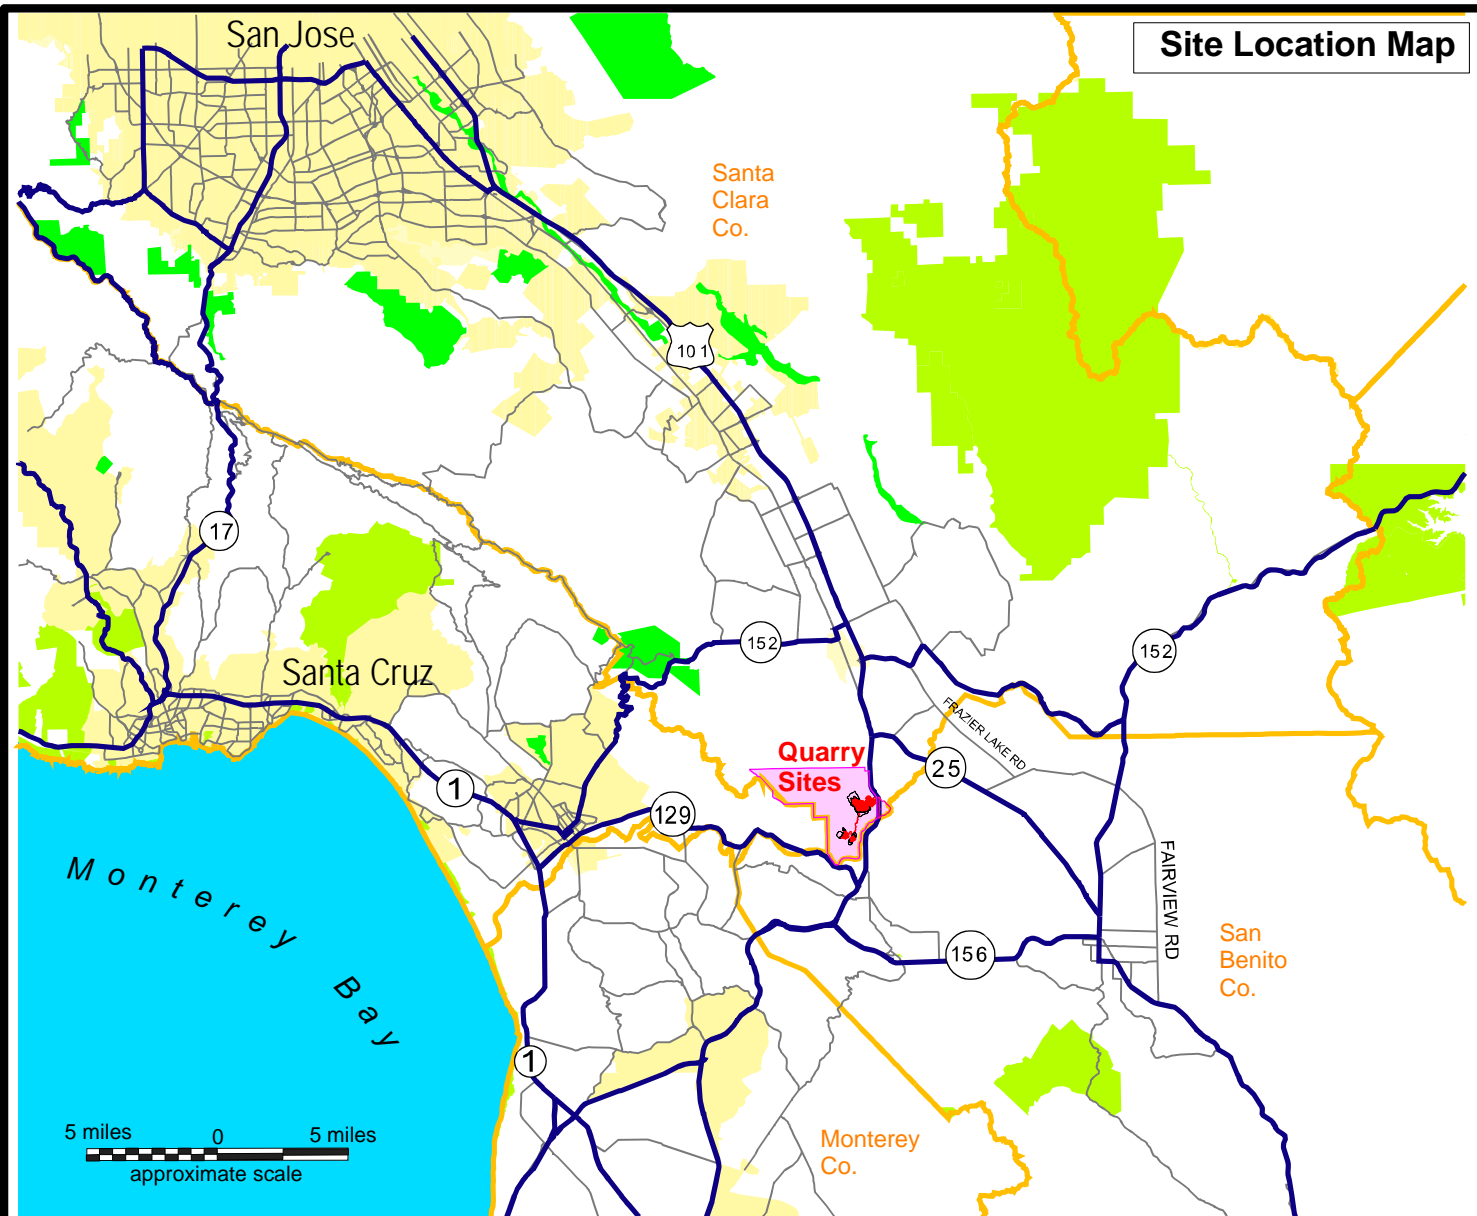 San Jose
Site Location Map
Santa
Clara
Co.
101
17
152
152
Santa Cruz
FRAZIER LAKE RD
Quarry
Sites
25
1
129
FAIRVIEW RD
Monterey Bay
156
San
Benito
Co.
1
5 miles 0 5 miles
approximate scale
Monterey
Co.